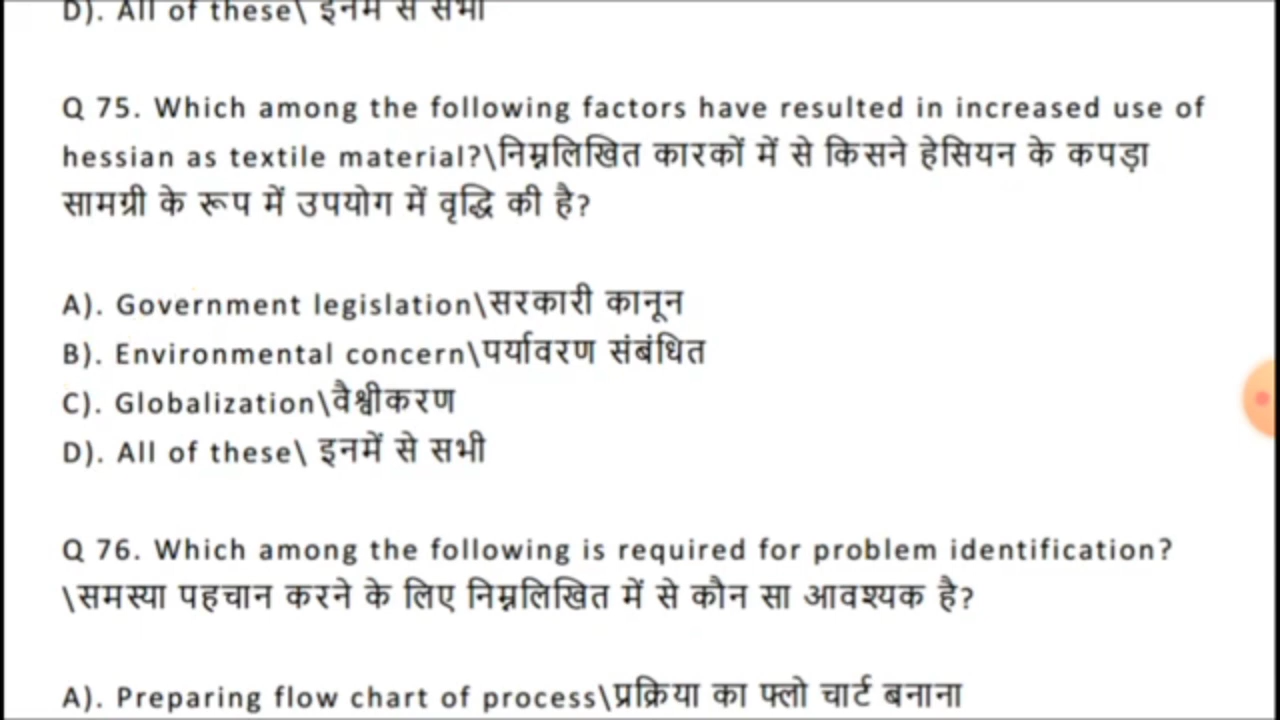 D). All of these\ इनमें से सभी
Q 75. Which among the following factors have resulted in increased use of
hessian as textile material?\निम्नलिखित कारकों में से किसने हेसियन के कपड़ा
सामग्री के रूप में उपयोग में वृद्धि की है?
A). Government legislation\सरकारी कानून
B). Environmental concern\पर्यावरण संबंधित
C). Globalization\वैश्वीकरण
D). All of these\ इनमें से सभी
Q 76. Which among the following is required for problem identification?
\समस्या पहचान करने के लिए निम्नलिखित में से कौन सा आवश्यक है?
A). Preparing flow chart of process\प्रक्रिया का फ्लो चार्ट बनाना